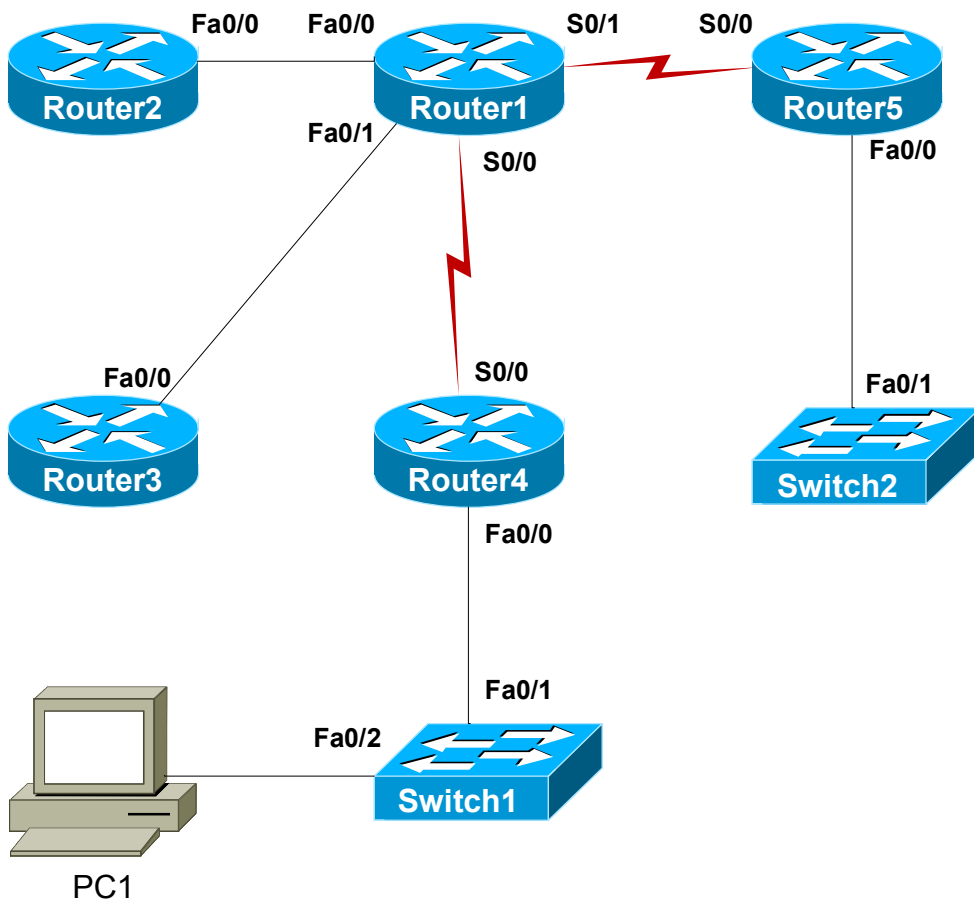 Fa0/0
Fa0/0
S0/1
S0/0
Router2
Router1
Router5
Fa0/1
S0/0
Fa0/0
Fa0/0
S0/0
Fa0/1
Router3
Router4
Switch2
Fa0/0
Fa0/1
Fa0/2
Switch1
PC1